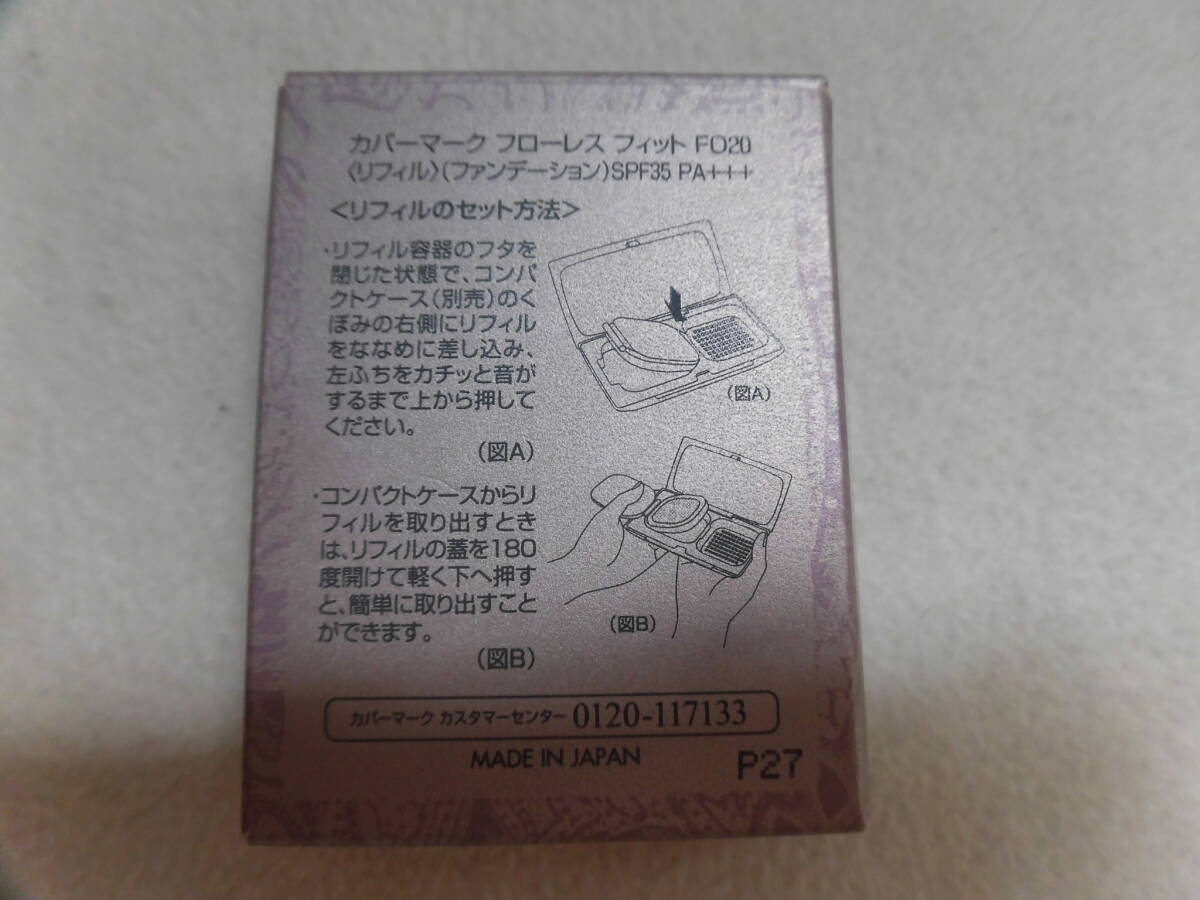 カバーマーク フローレス フィット FO20
〈リフィル〉(ファンデーション)SPF35 PA+++
<リフィルのセット方法>
・リフィル容器のフタを
閉じた状態で、コンパ
クトケース(別売)のく
ぼみの右側にリフィル
をななめに差し込み、
左ふちをカチッと音が
するまで上から押して
ください。
(図A)
(図A)
・コンパクトケースからリ
フィルを取り出すとき
は、リフィルの蓋を180
度開けて軽く下へ押す
と、簡単に取り出すこと
ができます。
(図B)
(図B)
カバーマーク カスタマーセンター 0120-117133
MADE IN JAPAN
P27